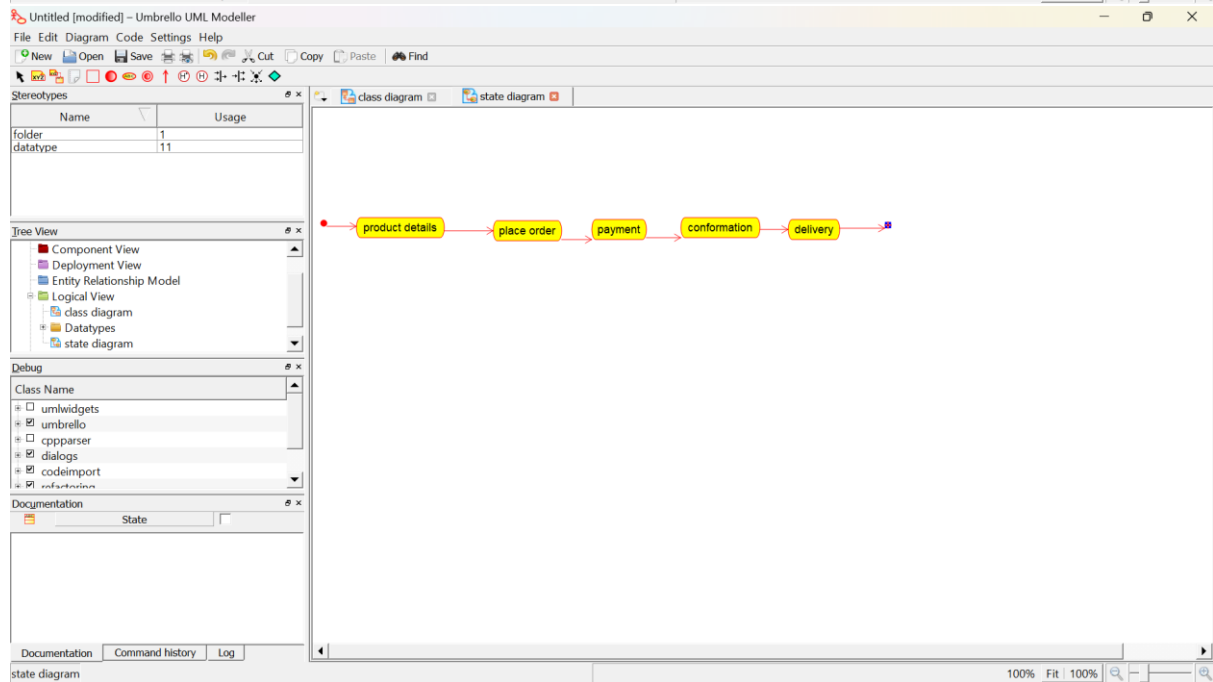 Untitled [modified] – Umbrello UML Modeller
File Edit Diagram Code Settings Help
New Open Save Cut Copy Paste Find
Stereotypes
class diagram state diagram
Name Usage
folder 1
datatype 11
product details place order payment conformation delivery
Tree View
Component View
Deployment View
Entity Relationship Model
Logical View
class diagram
Datatypes
state diagram
Debug
Class Name
umlwidgets
umbrello
cppparser
dialogs
codeimport
refactoring
Documentation
State
Documentation Command history Log
state diagram 100% Fit 100%